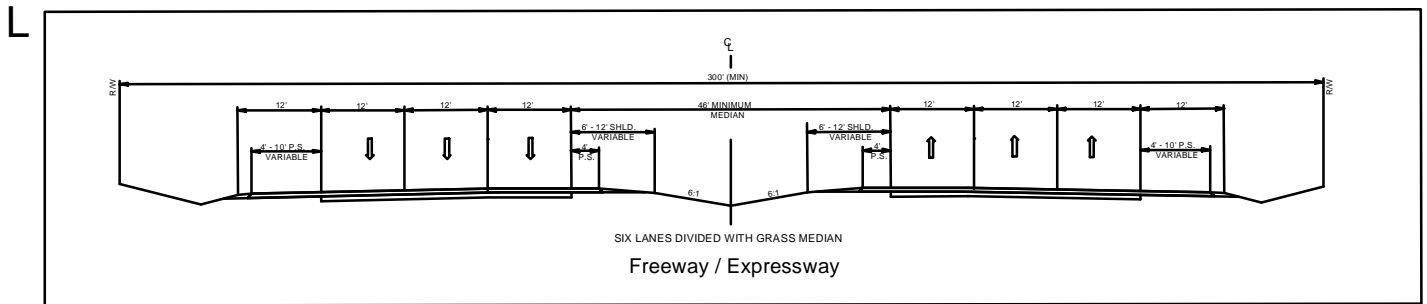 L
C
L
300' (MIN)
R/W
R/W
12'
12'
12'
12'
46' MINIMUM
MEDIAN
12'
12'
12'
12'
6' - 12' SHLD.
VARIABLE
6' - 12' SHLD.
VARIABLE
4' - 10' P.S.
VARIABLE
4'
P.S.
4'
P.S.
4' - 10' P.S.
VARIABLE
6:1
6:1
SIX LANES DIVIDED WITH GRASS MEDIAN
Freeway / Expressway